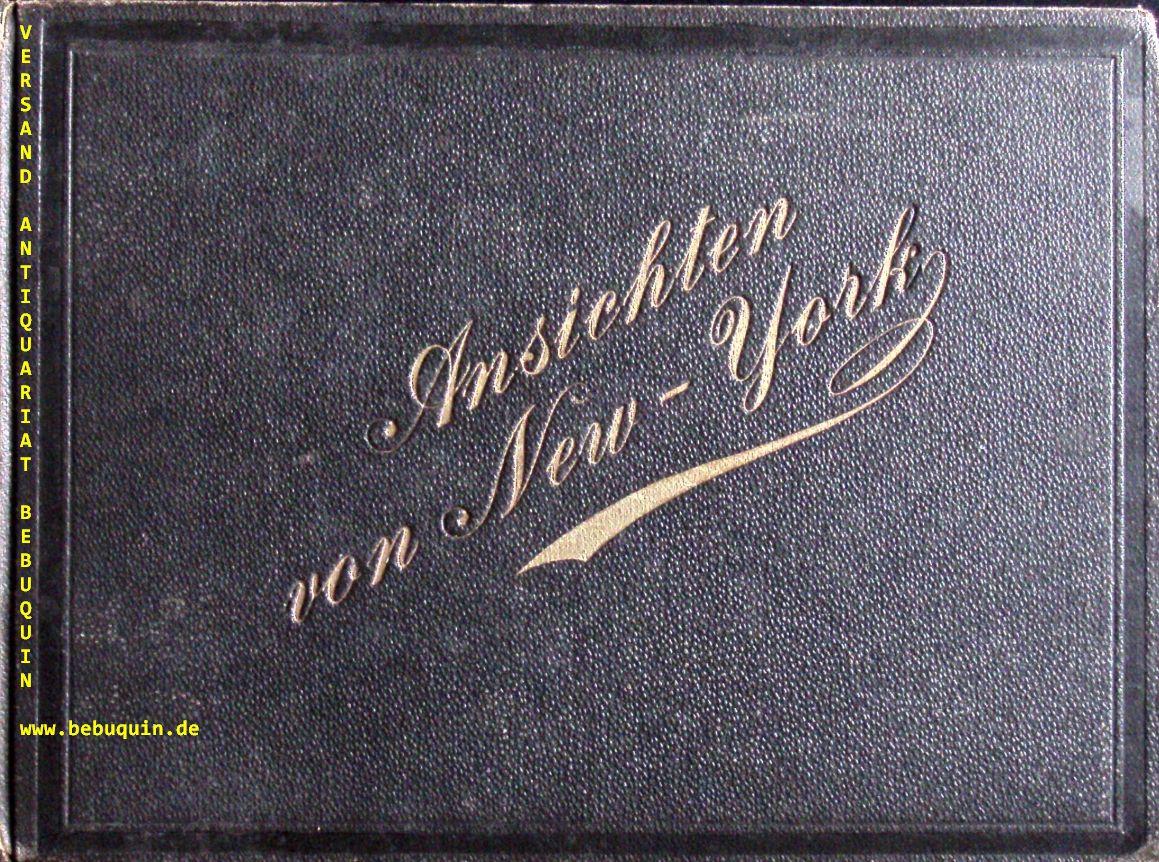 VERSAND ANTIQUARIAT BEBUQUIN
www.bebuquin.de
Ansichten
von New-York